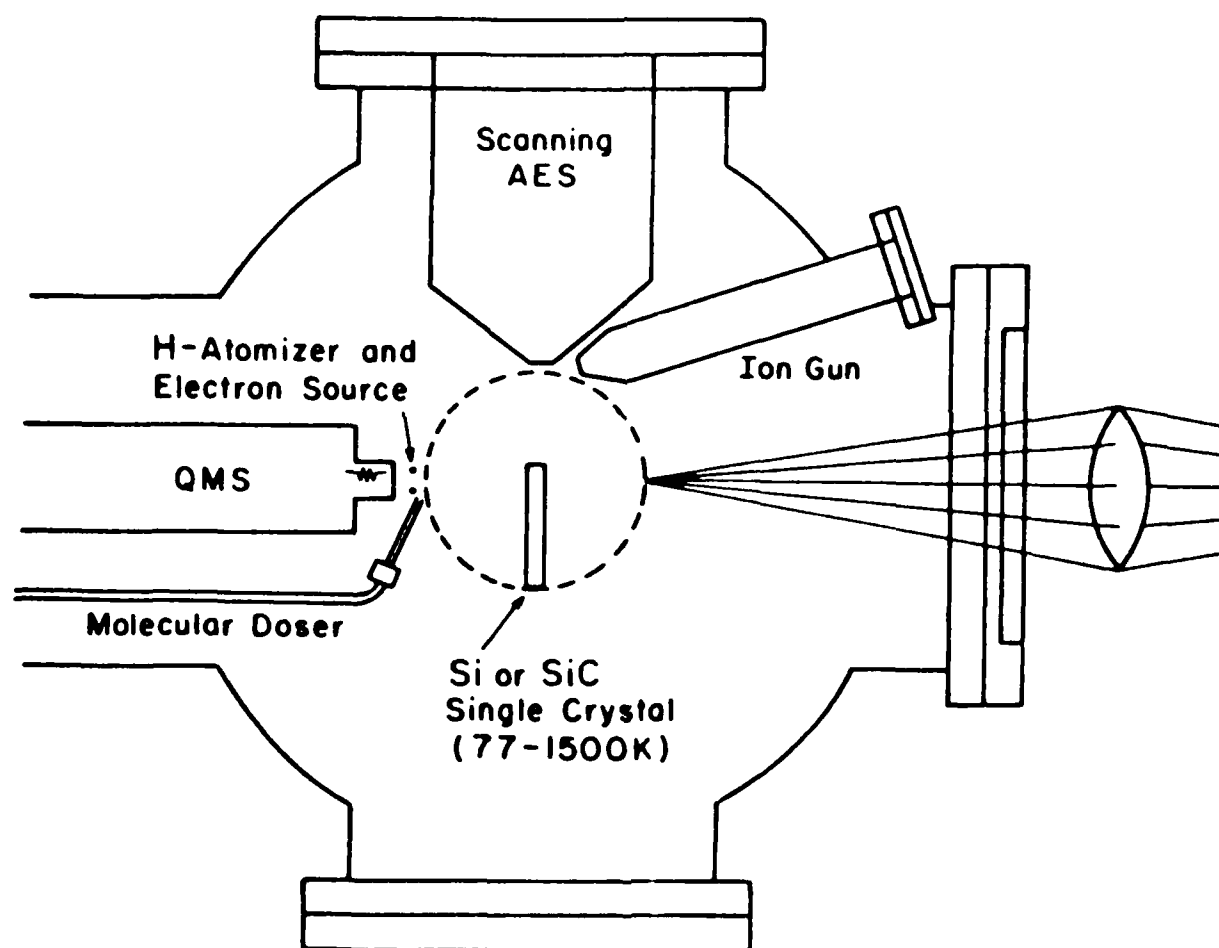 Scanning
AES
H-Atomizer and
Electron Source
Ion Gun
QMS
Molecular Doser
Si or SiC
Single Crystal
(77-1500K)